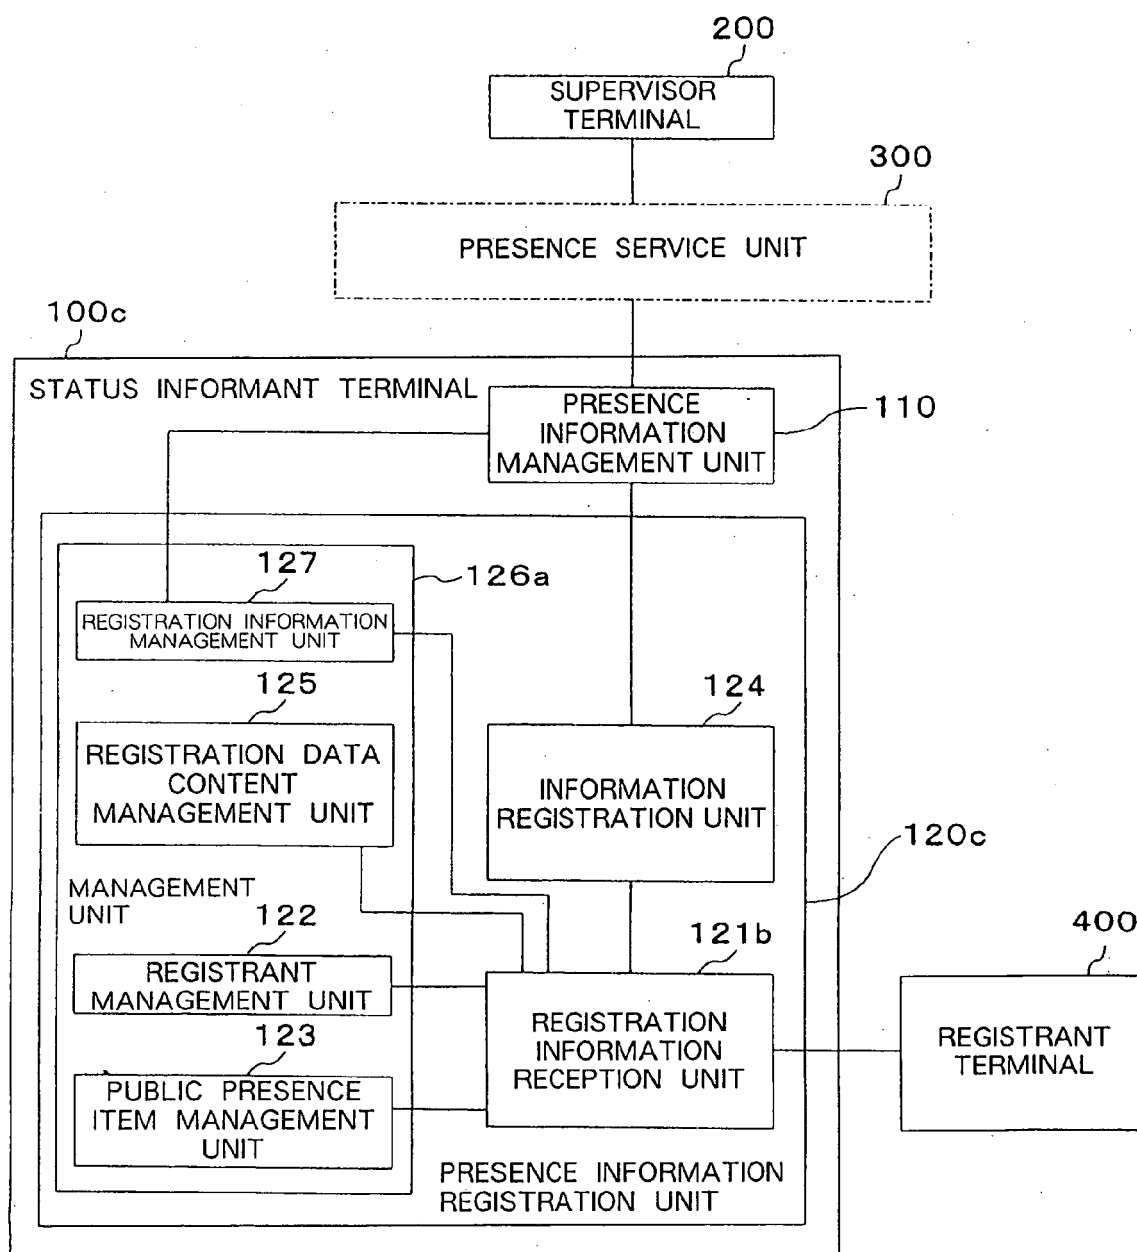 200
SUPERVISOR
TERMINAL
300
PRESENCE SERVICE UNIT
100c
STATUS INFORMANT TERMINAL
PRESENCE
INFORMATION
MANAGEMENT UNIT
110
127
126a
REGISTRATION INFORMATION
MANAGEMENT UNIT
125
REGISTRATION DATA
CONTENT
MANAGEMENT UNIT
124
INFORMATION
REGISTRATION UNIT
120c
MANAGEMENT
UNIT
122
REGISTRANT
MANAGEMENT UNIT
121b
REGISTRATION
INFORMATION
RECEPTION UNIT
400
REGISTRANT
TERMINAL
123
PUBLIC PRESENCE
ITEM MANAGEMENT
UNIT
PRESENCE INFORMATION
REGISTRATION UNIT